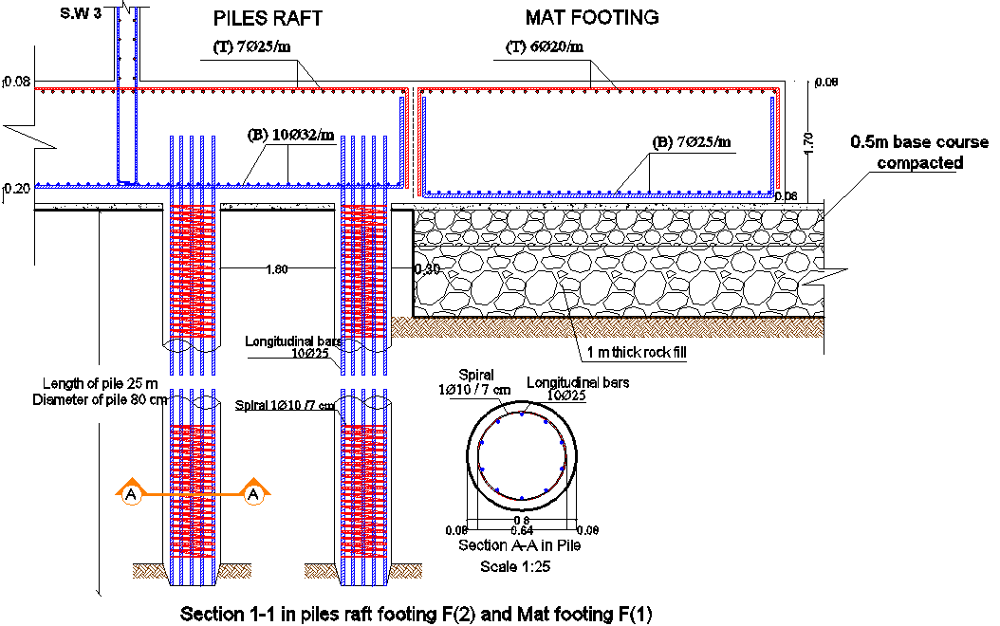 S.W 3
PILES RAFT
MAT FOOTING
(T) 7Ø25/m
(T) 6Ø20/m
0.08
0.08
(B) 10Ø32/m
(B) 7Ø25/m
1.70
0.5m base course
compacted
0.20
0.08
1.80
0.30
Longitudinal bars
10Ø25
1 m thick rock fill
Length of pile 25 m
Diameter of pile 80 cm
Spiral 1Ø10 /7 cm
Spiral
1Ø10 / 7 cm
Longitudinal bars
10Ø25
A
A
0.8
0.08
0.64
0.08
Section A-A in Pile
Scale 1:25
Section 1-1 in piles raft footing F(2) and Mat footing F(1)